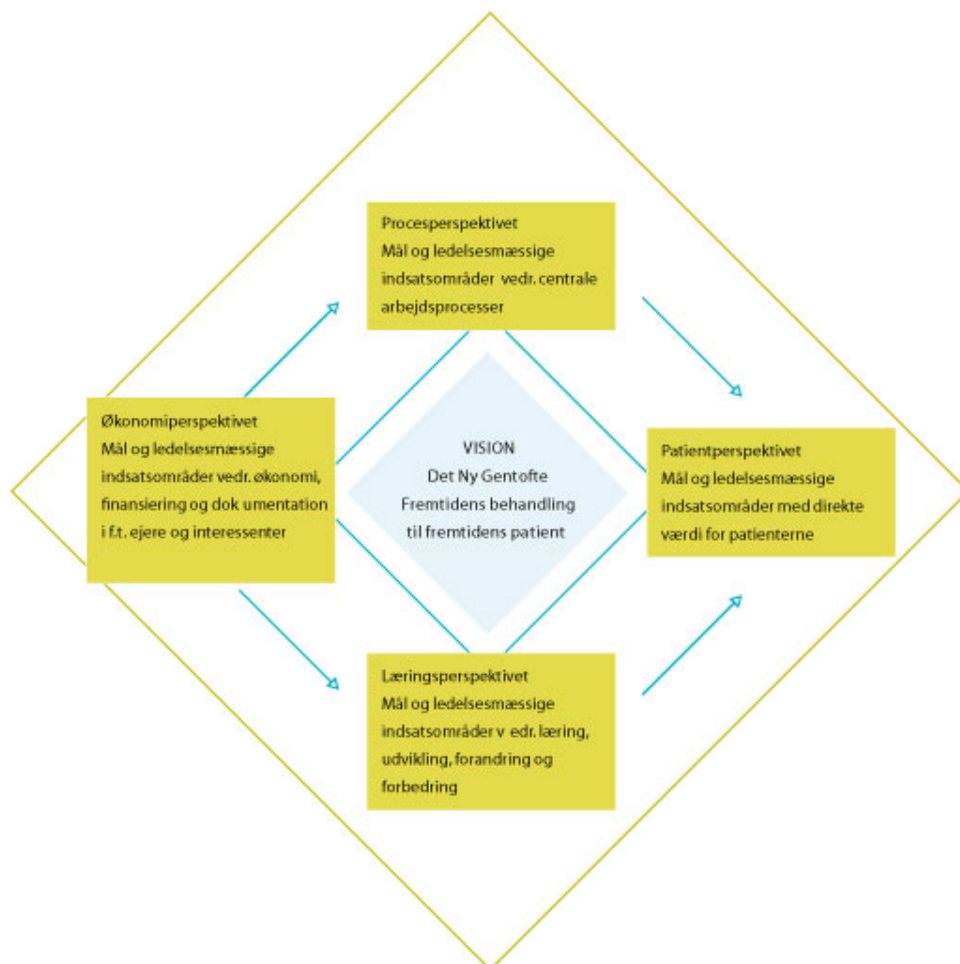 Procesperspektivet
Mål og ledelsesmæssige
indsatsområder vedr. centrale
arbejdsprocesser
Økonomiperspektivet
Mål og ledelsesmæssige
indsatsområder vedr. økonomi,
finansiering og dok umentation
i f.t. ejere og interessenter
VISION
Det Ny Gentofte
Fremtidens behandling
til fremtidens patient
Patientperspektivet
Mål og ledelsesmæssige
indsatsområder med direkte
værdi for patienterne
Læringsperspektivet
Mål og ledelsesmæssige
indsatsområder v edr. læring,
udvikling, forandring og
forbedring